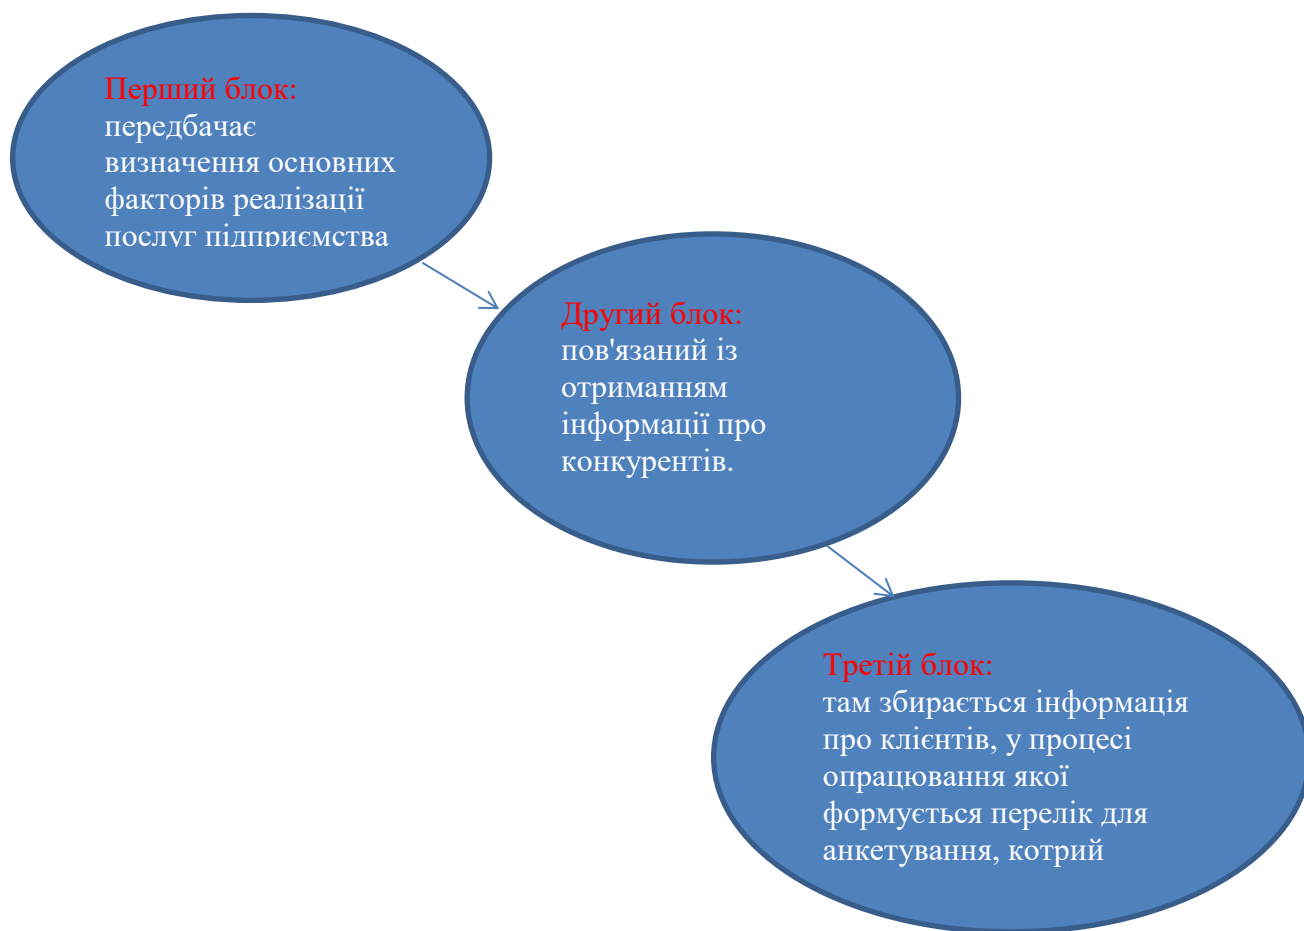 Перший блок:
передбачає
визначення основних
факторів реалізації
послуг підприємства
Другий блок:
пов'язаний із
отриманням
інформації про
конкурентів.
Третій блок:
там збирається інформація
про клієнтів, у процесі
опрацювання якої
формується перелік для
анкетування, котрий